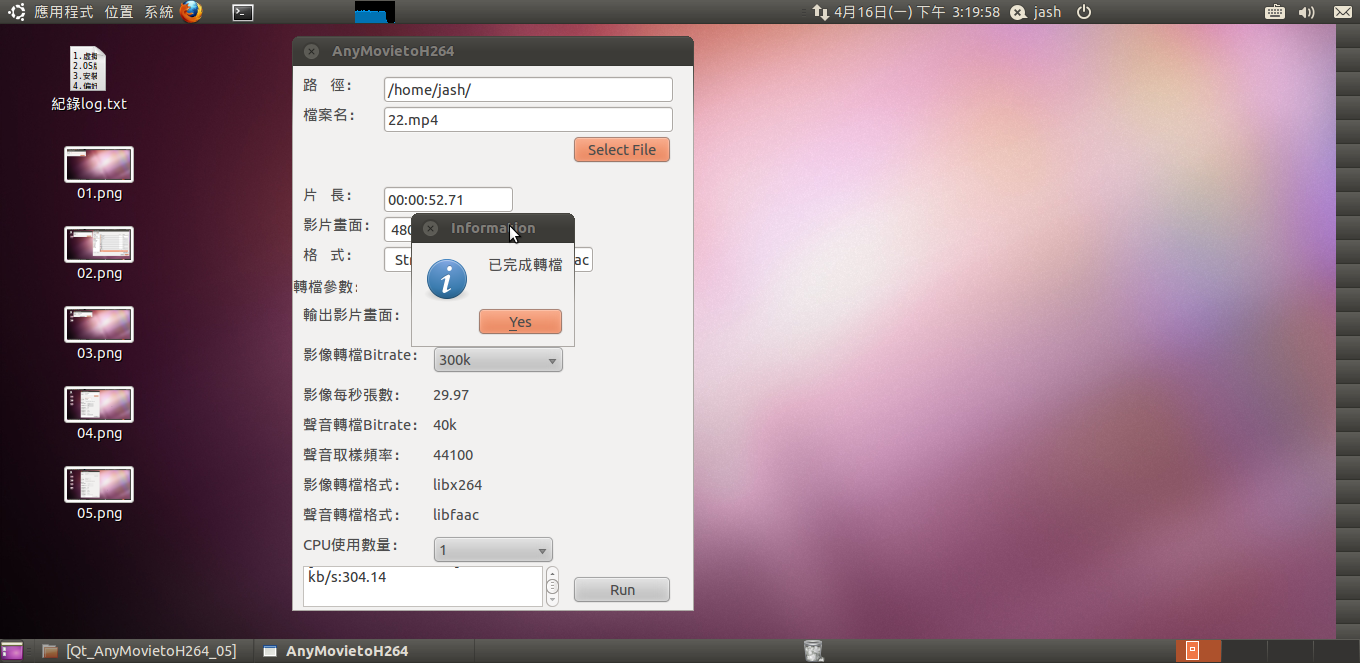 應用程式 位置 系統
4月16日(一) 下午 3:19:58
jash
1.虛擬
2.OS版
3.安裝
4.偏好
紀錄log.txt
01.png
02.png
03.png
04.png
05.png
AnyMovietoH264
路 徑:
/home/jash/
檔案名:
22.mp4
Select File
片 長:
00:00:52.71
影片畫面:
480
格 式:
Str
ac
轉檔參數:
輸出影片畫面:
影像轉檔Bitrate:
300k
影像每秒張數:
29.97
聲音轉檔Bitrate:
40k
聲音取樣頻率:
44100
影像轉檔格式:
libx264
聲音轉檔格式:
libfaac
CPU使用數量:
1
kb/s:304.14
Run
Information
已完成轉檔
Yes
[Qt_AnyMovietoH264_05]
AnyMovietoH264